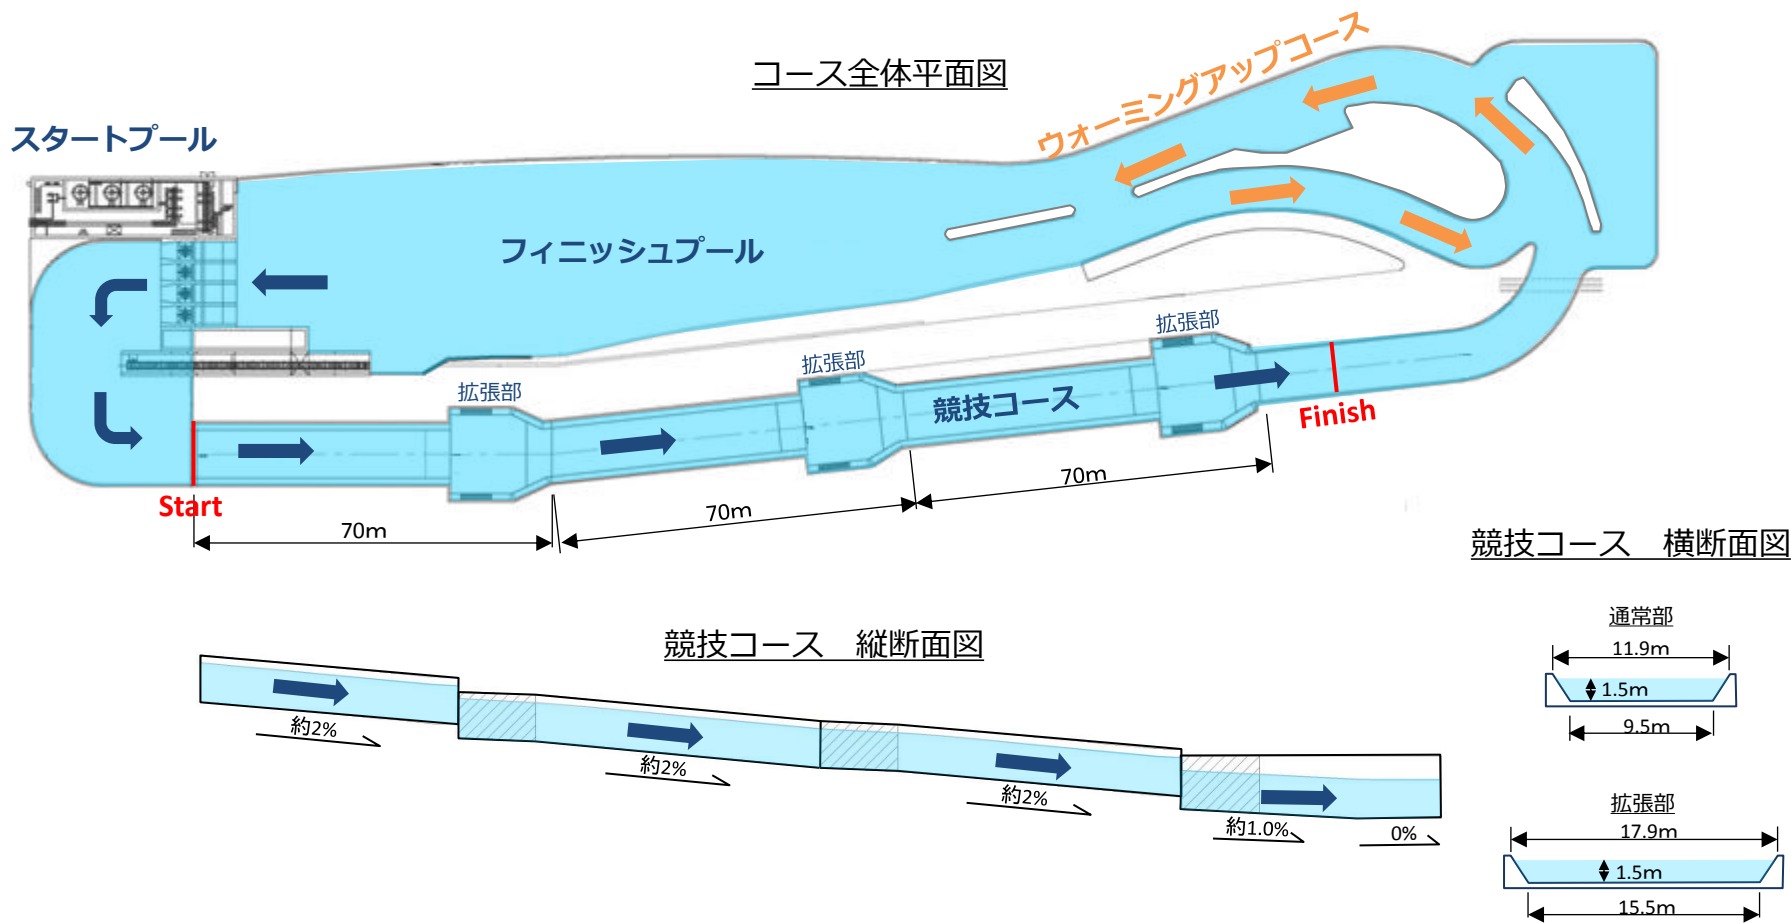 コース全体平面図
ウォーミングアップコース
スタートプール
フィニッシュプール
拡張部
拡張部
拡張部
競技コース
Start
Finish
70m
70m
70m
競技コース　横断面図
通常部
11.9m
1.5m
9.5m
拡張部
17.9m
1.5m
15.5m
競技コース　縦断面図
約2%
約2%
約2%
約1.0%
0%